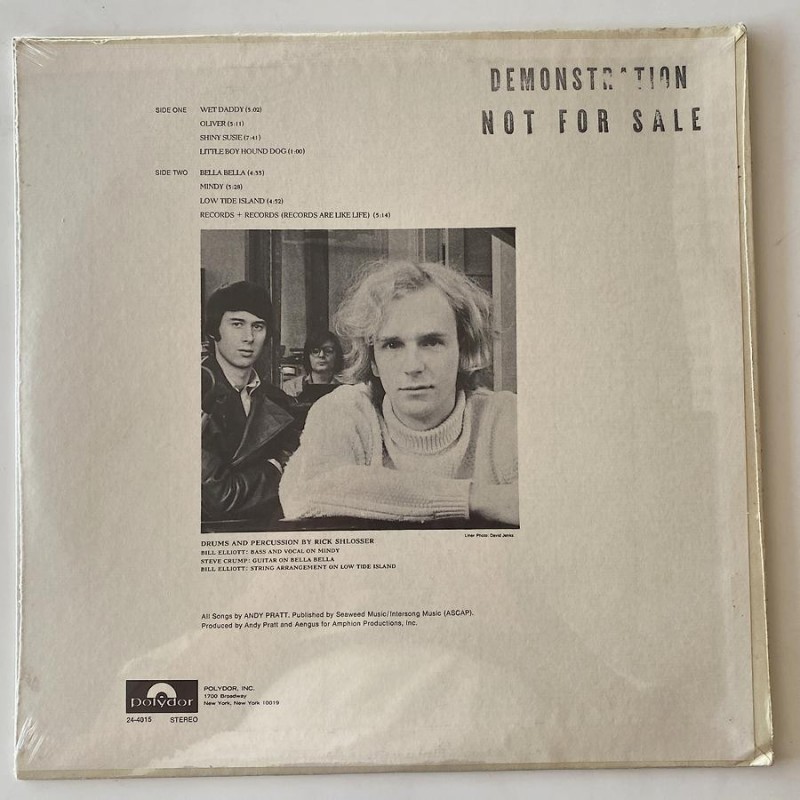 DEMONSTRATION
NOT FOR SALE
SIDE ONE WET DADDY (5:02)
OLIVER (5:11)
SHINY SUSIE (7:41)
LITTLE BOY HOUND DOG (1:00)
SIDE TWO BELLA BELLA (4:35)
MINDY (5:28)
LOW TIDE ISLAND (4:52)
RECORDS + RECORDS (RECORDS ARE LIKE LIFE) (5:14)
Liner Photo: David Jenks
DRUMS AND PERCUSSION BY RICK SHLOSSER
BILL ELLIOTT: BASS AND VOCAL ON MINDY
STEVE CRUMP: GUITAR ON BELLA BELLA
BILL ELLIOTT: STRING ARRANGEMENT ON LOW TIDE ISLAND
All Songs by ANDY PRATT. Published by Seaweed Music/Intersong Music (ASCAP).
Produced by Andy Pratt and Aengus for Amphion Productions, Inc.
polydor
POLYDOR, INC.
1700 Broadway
New York, New York 10019
24-4015 STEREO